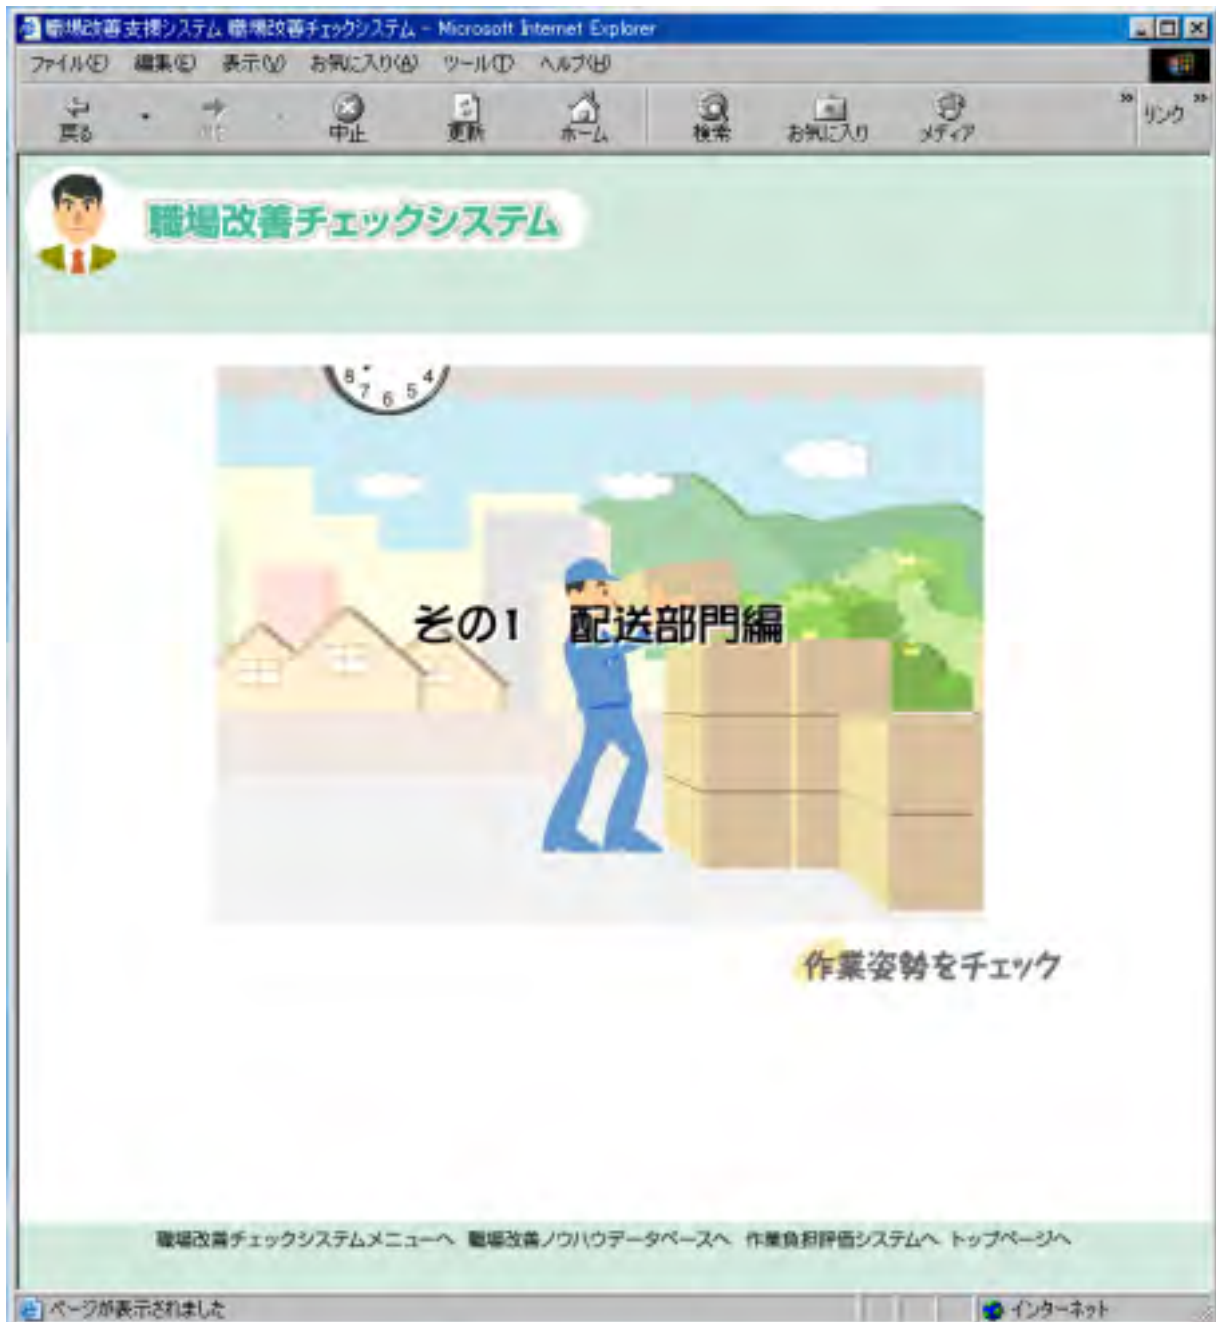 職場改善支援システム 職場改善チェックシステム - Microsoft Internet Explorer
ファイル(F) 編集(E) 表示(V) お気に入り(A) ツール(T) ヘルプ(H)
戻る 中止 更新 ホーム 検索 お気に入り メディア » リンク »
職場改善チェックシステム
8 7 6 5 4
その1 配送部門編
作業姿勢をチェック
職場改善チェックシステムメニューへ 職場改善ノウハウデータベースへ 作業負担評価システムへ トップページへ
ページが表示されました インターネット